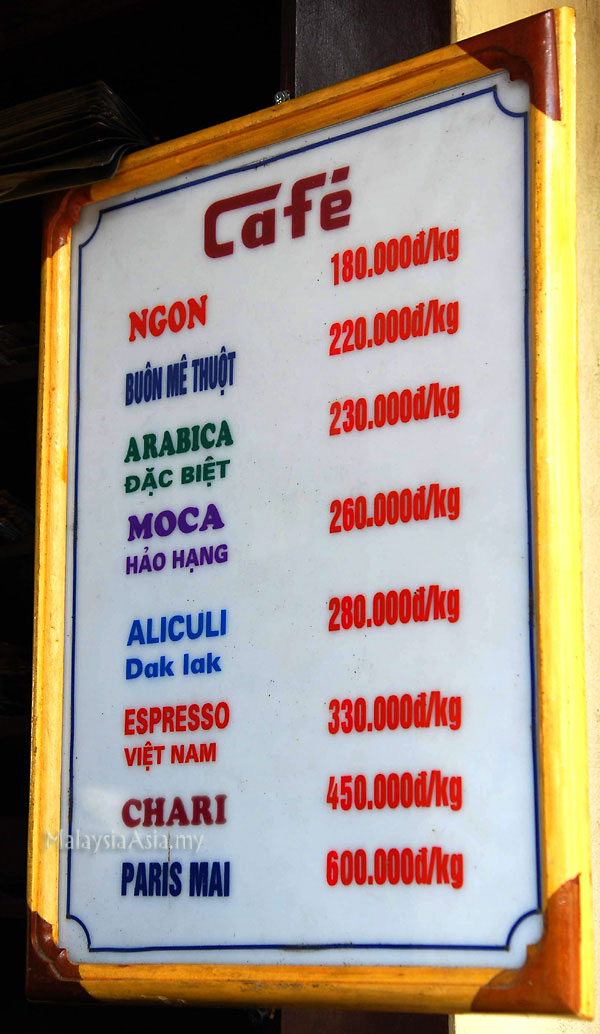 Café
NGON 180.000đ/kg
BUÔN MÊ THUỘT 220.000đ/kg
ARABICA 230.000đ/kg
ĐẶC BIỆT
MOCA 260.000đ/kg
HẢO HẠNG
ALICULI 280.000đ/kg
Dak lak
ESPRESSO 330.000đ/kg
VIỆT NAM
CHARI 450.000đ/kg
MalaysiaAsia.my
PARIS MAI 600.000đ/kg